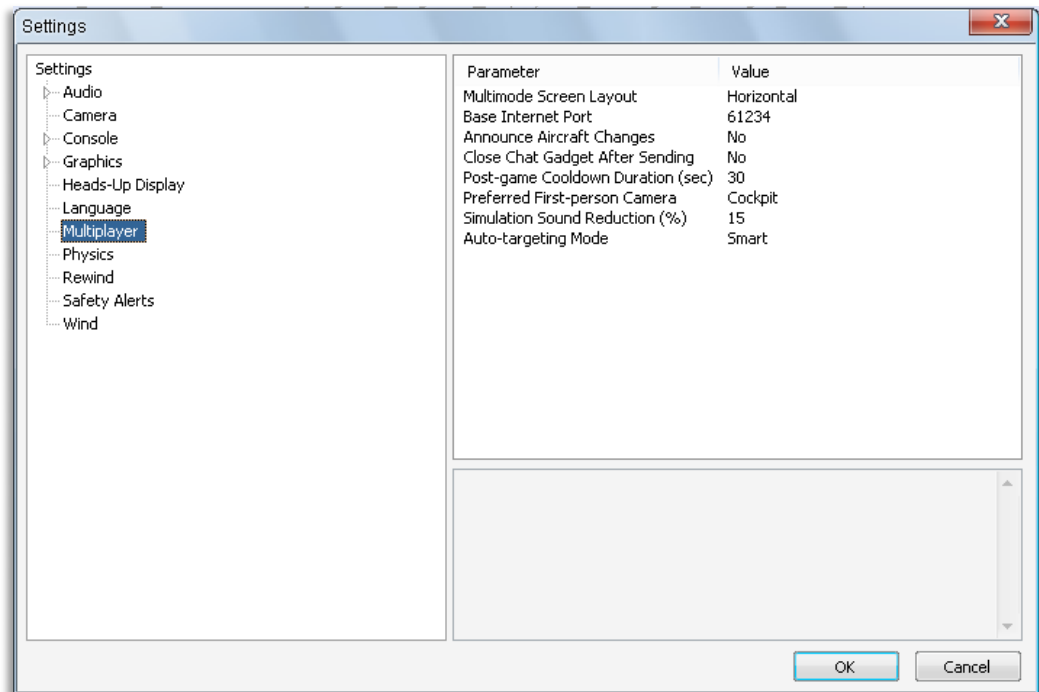 Settings
Settings
Audio
Camera
Console
Graphics
Heads-Up Display
Language
Multiplayer
Physics
Rewind
Safety Alerts
Wind
Parameter Value
Multimode Screen Layout Horizontal
Base Internet Port 61234
Announce Aircraft Changes No
Close Chat Gadget After Sending No
Post-game Cooldown Duration (sec) 30
Preferred First-person Camera Cockpit
Simulation Sound Reduction (%) 15
Auto-targeting Mode Smart
OK Cancel